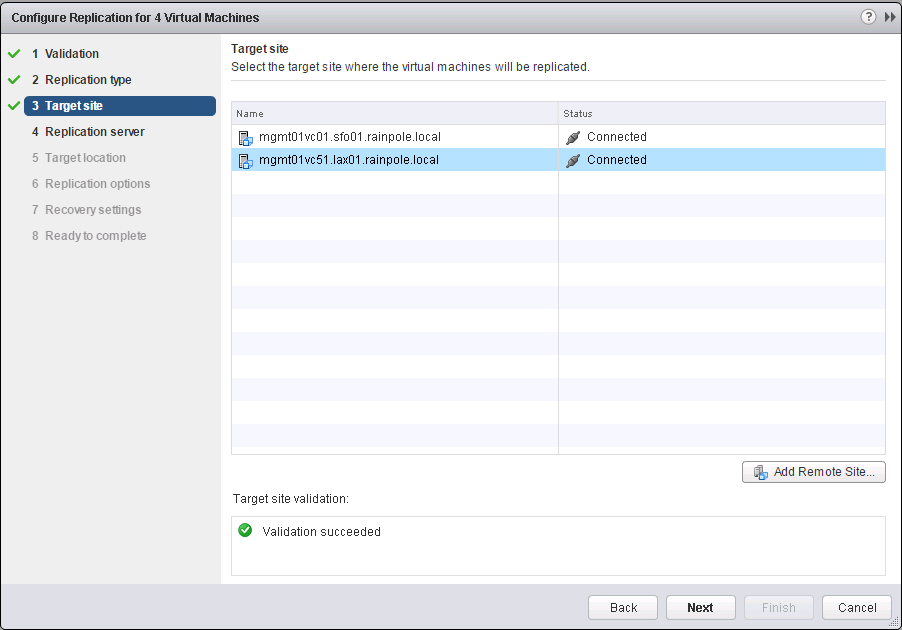 Configure Replication for 4 Virtual Machines
1 Validation
2 Replication type
3 Target site
4 Replication server
5 Target location
6 Replication options
7 Recovery settings
8 Ready to complete
Target site
Select the target site where the virtual machines will be replicated.
Name Status
mgmt01vc01.sfo01.rainpole.local Connected
mgmt01vc51.lax01.rainpole.local Connected
Add Remote Site...
Target site validation:
Validation succeeded
Back Next Finish Cancel